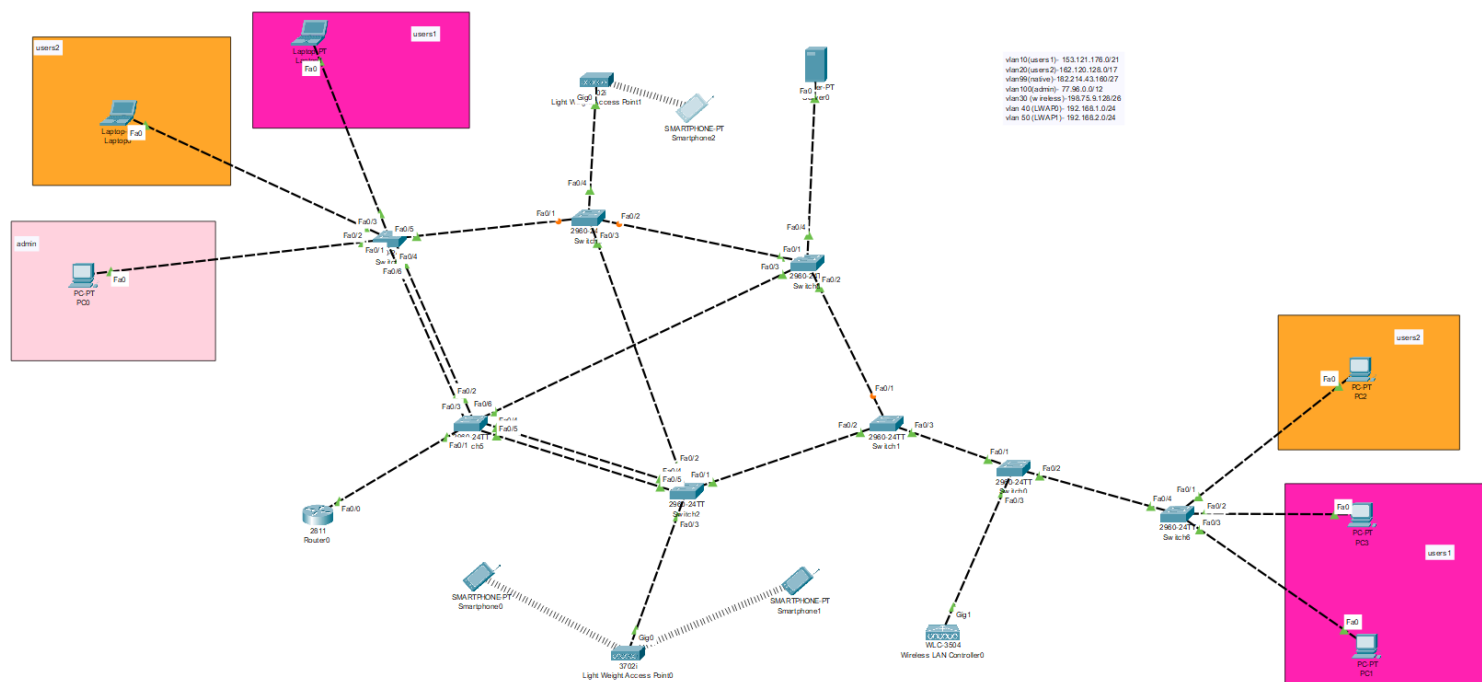 users2
users1
Laptop-PT
Fa0
Laptop-
Laptop0
Fa0
Gig0
Light Weight Access Point1
SMARTPHONE-PT
Smartphone2
Fa0
vlan10(users1)- 153.121.176.0/21
vlan20(users2)-162.120.128.0/17
vlan99(native)-182.214.43.160/27
vlan100(admin)- 77.96.0.0/12
vlan30 (wireless)-198.75.9.128/26
vlan 40 (LWAP0)- 192.168.1.0/24
vlan 50 (LWAP1)- 192.168.2.0/24
admin
PC-PT
PC0
Fa0
Fa0/3
Fa0/2
Fa0/5
Fa0/1
Fa0/4
Fa0/6
Fa0/4
Fa0/1
Fa0/2
Fa0/3
2960-24
Fa0/4
Fa0/1
Fa0/3
Fa0/2
2960-24TT
Fa0/2
Fa0/3
Fa0/6
Fa0/5
Fa0/1
Fa0/0
2811
Router0
Fa0/2
Fa0/1
Fa0/5
Fa0/3
2960-24TT
Switch2
Fa0/1
Fa0/2
Fa0/3
2960-24TT
Switch1
Fa0/1
Fa0/2
Fa0/3
2960-24TT
Switch0
Fa0/4
Fa0/1
Fa0/2
Fa0/3
2960-24TT
Switch6
users2
Fa0
PC-PT
PC2
users1
Fa0
PC-PT
PC3
Fa0
PC-PT
PC1
SMARTPHONE-PT
Smartphone0
SMARTPHONE-PT
Smartphone1
Gig0
3702i
Light Weight Access Point0
Gig1
WLC-3504
Wireless LAN Controller0